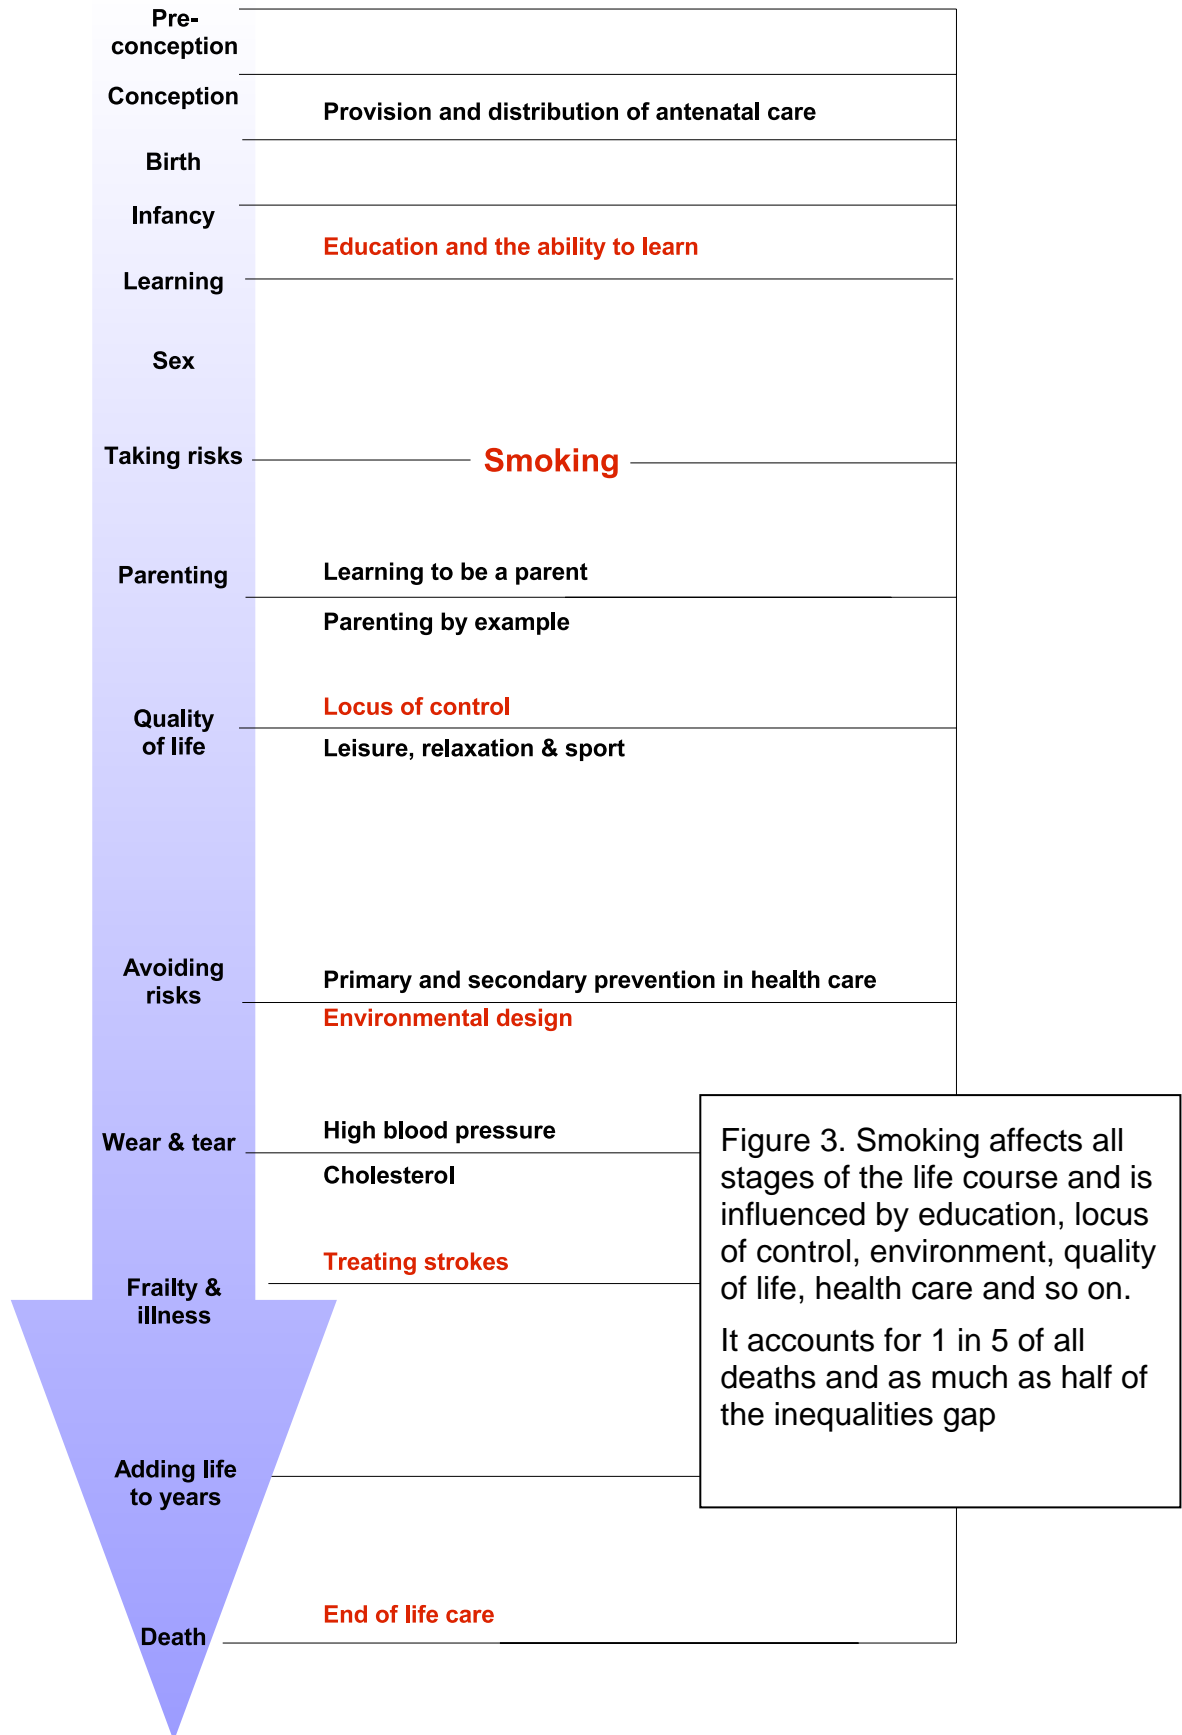 Pre-
conception
Conception
Provision and distribution of antenatal care
Birth
Infancy
Education and the ability to learn
Learning
Sex
Taking risks
Smoking
Parenting
Learning to be a parent
Parenting by example
Locus of control
Quality
of life
Leisure, relaxation & sport
Avoiding
risks
Primary and secondary prevention in health care
Environmental design
High blood pressure
Wear & tear
Cholesterol
Treating strokes
Frailty &
illness
Figure 3. Smoking affects all
stages of the life course and is
influenced by education, locus
of control, environment, quality
of life, health care and so on.
It accounts for 1 in 5 of all
deaths and as much as half of
the inequalities gap
Adding life
to years
End of life care
Death